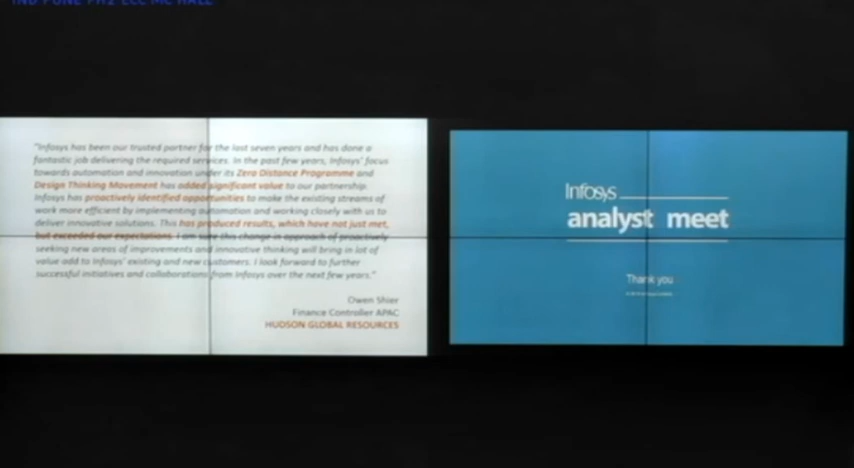 IND PUNE PH2 ECC MC HALL
"Infosys has been our trusted partner for the last seven years and has done a
fantastic job delivering the required services. In the past few years, Infosys' focus
towards automation and innovation under its Zero Distance Programme and
Design Thinking Movement has added significant value to our partnership.
Infosys has proactively identified opportunities to make the existing streams of
work more efficient by implementing automation and working closely with us to
deliver innovative solutions. This has produced results, which have not just met,
but exceeded our expectations. I am sure this change in approach of proactively
seeking new areas of improvements and innovative thinking will bring in lot of
value add to Infosys' existing and new customers. I look forward to further
successful initiatives and collaborations from Infosys over the next few years."
Owen Shier
Finance Controller APAC
HUDSON GLOBAL RESOURCES
Infosys
analyst meet
Thank you